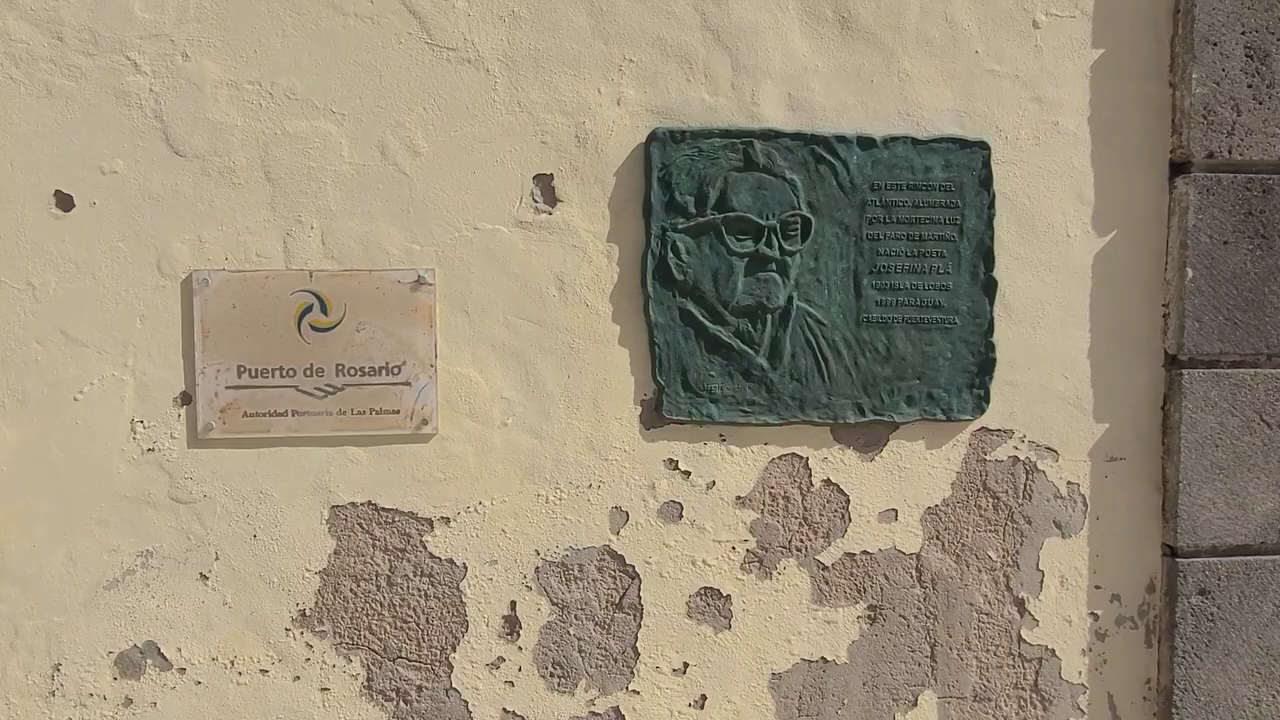 Puerto de Rosario
Autoridad Portuaria de Las Palmas
EN ESTE RINCÓN DEL
ATLÁNTICO, ALUMBRADA
POR LA MORTECINA LUZ
DEL FARO DE MARTIÑO,
NACIÓ LA POETA
JOSEFINA PLÁ
1903 ISLA DE LOBOS
1999 PARAGUAY.
CABILDO DE FUERTEVENTURA